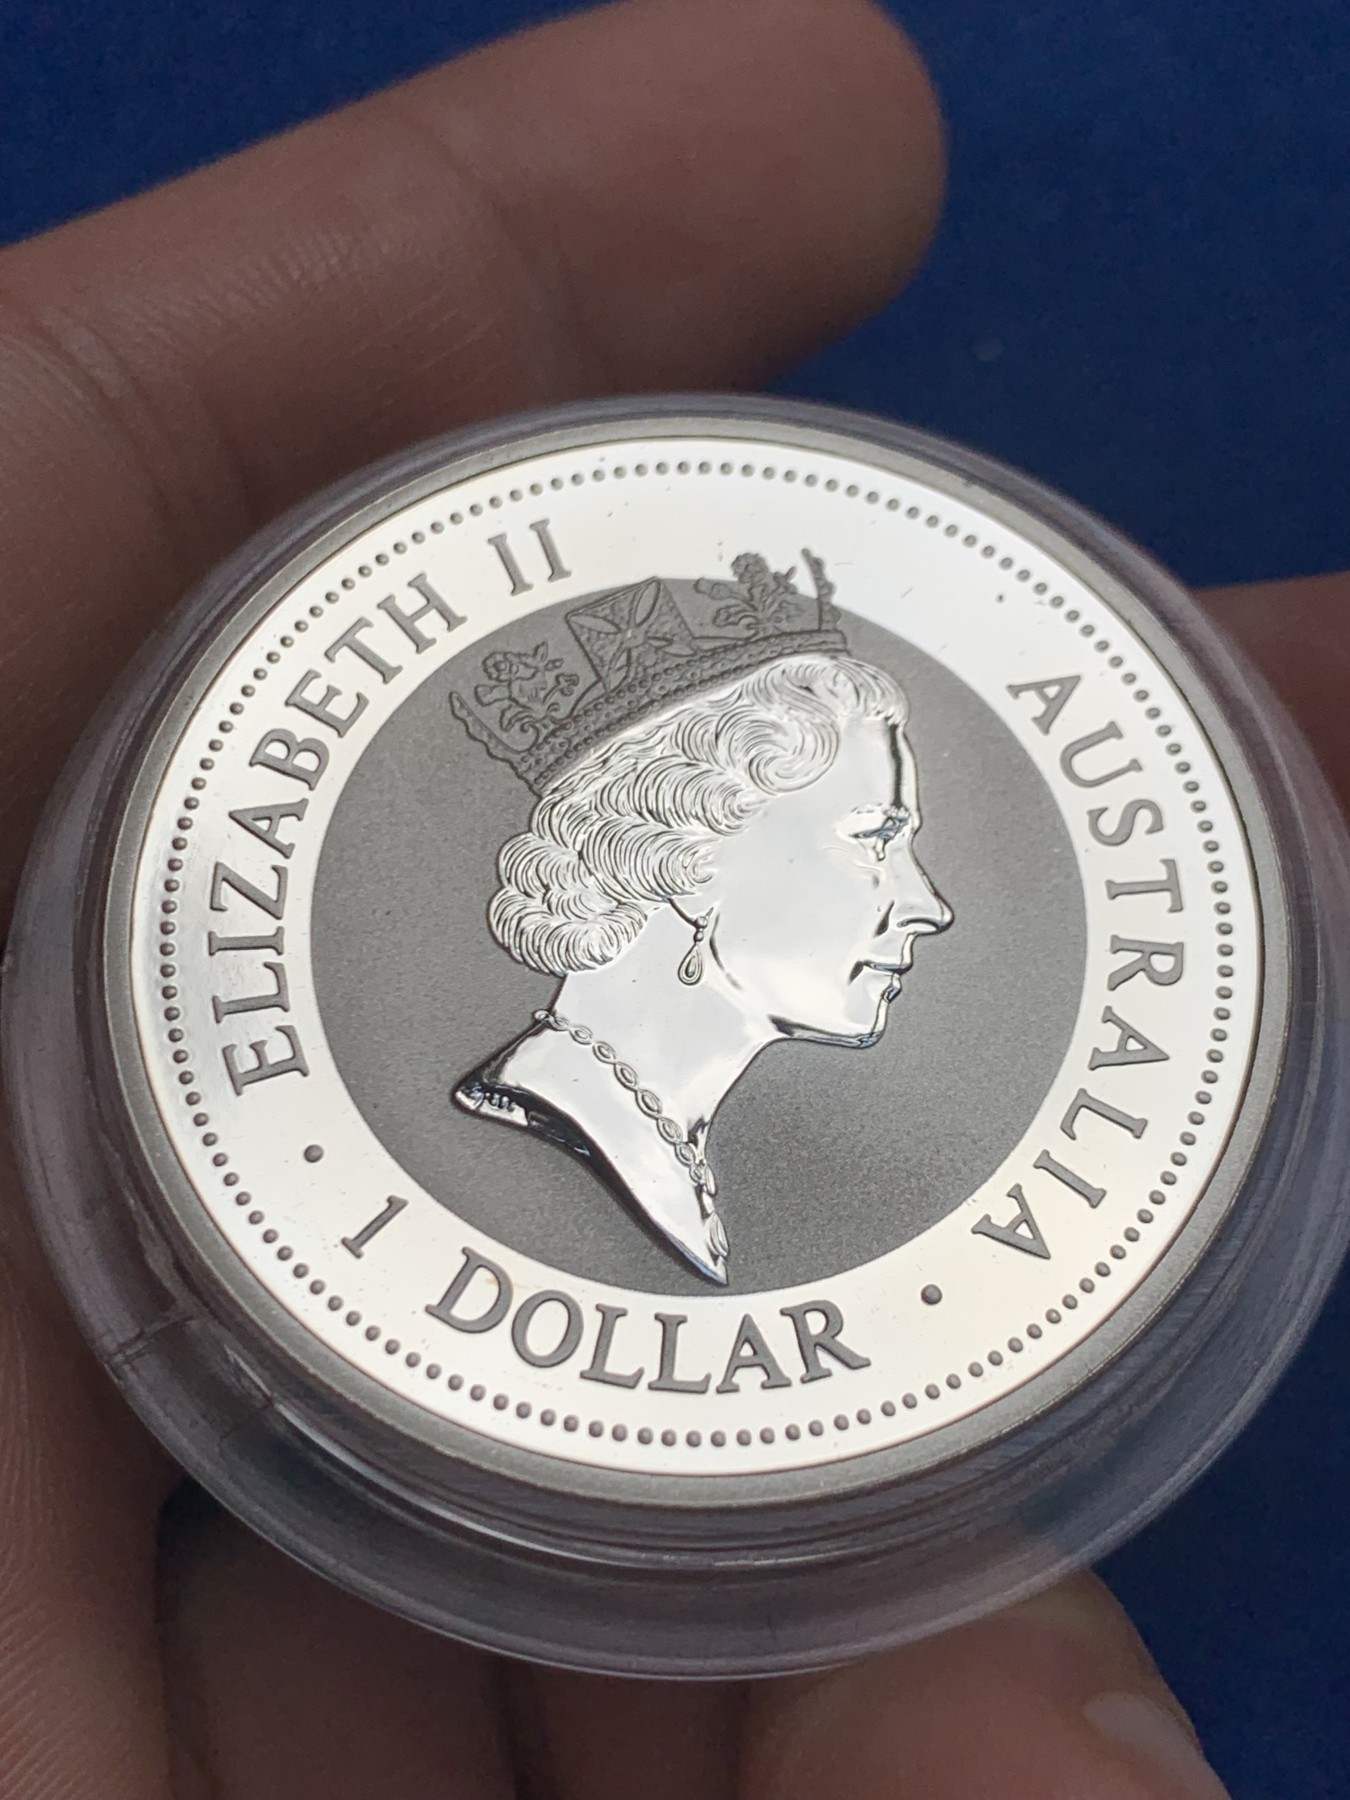 ELIZABETH II
AUSTRALIA
· 1 DOLLAR ·